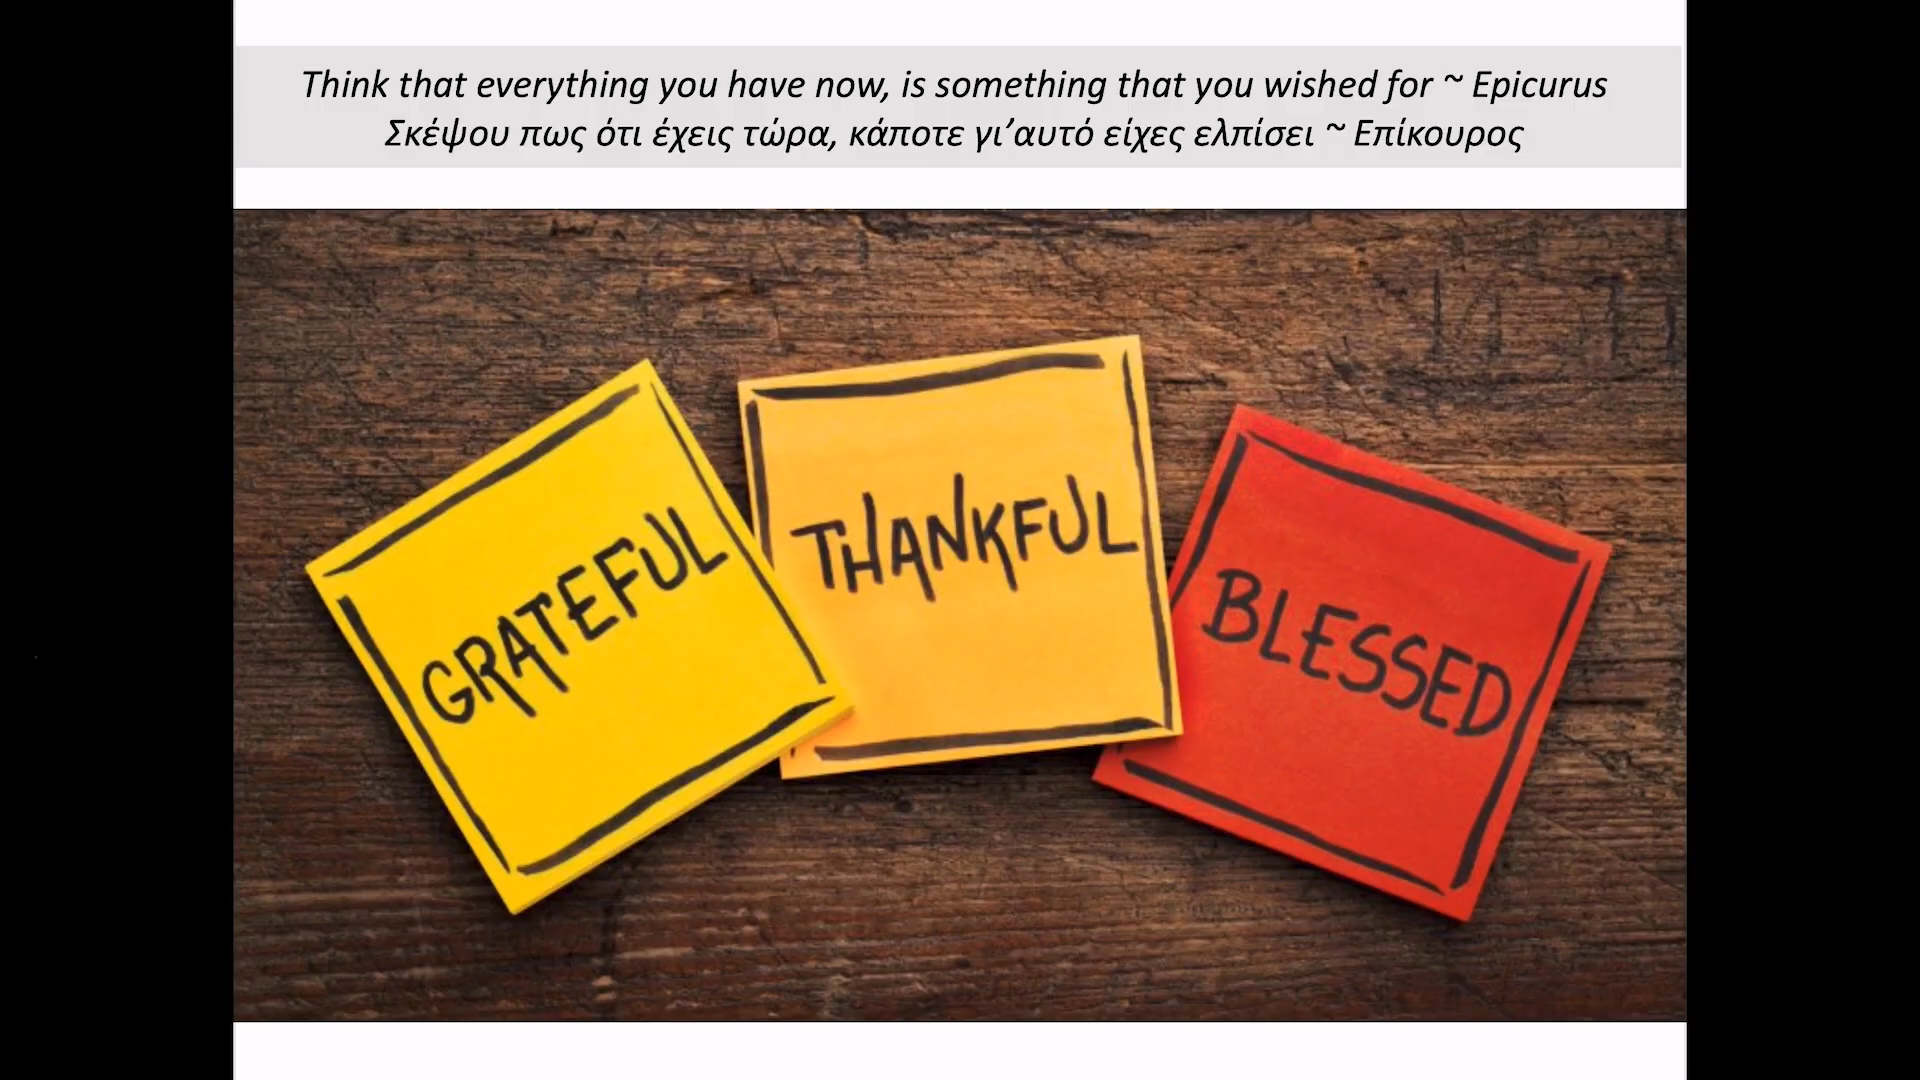 Think that everything you have now, is something that you wished for ~ Epicurus
Σκέψου πως ότι έχεις τώρα, κάποτε γι’αυτό είχες ελπίσει ~ Επίκουρος
GRATEFUL
THANKFUL
BLESSED